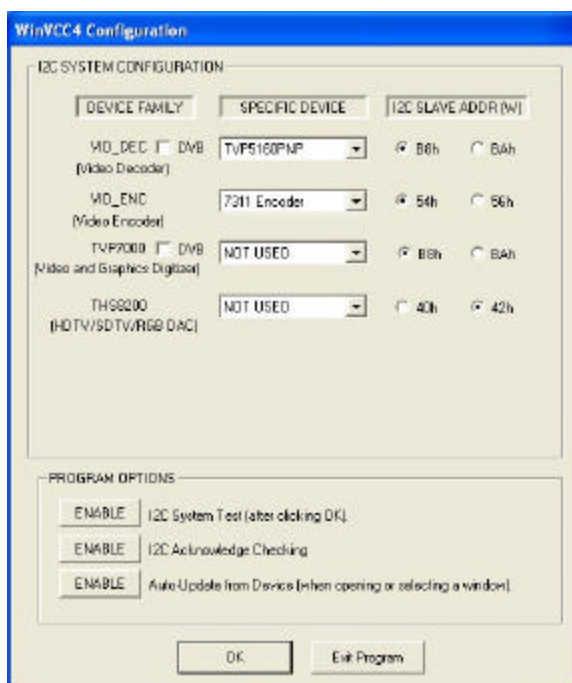 WinVCC4 Configuration
I2C SYSTEM CONFIGURATION
DEVICE FAMILY SPECIFIC DEVICE I2C SLAVE ADDR (W)
VID_DEC DVB TVP5160PNP B8h BAh
(Video Decoder)
VID_ENC 7311 Encoder 54h 56h
(Video Encoder)
TVP7000 DVB NOT USED B8h BAh
(Video and Graphics Digitizer)
THS8200 NOT USED 40h 42h
(HDTV/SDTV/RGB DAC)
PROGRAM OPTIONS
ENABLE I2C System Test (after clicking OK).
ENABLE I2C Acknowledge Checking
ENABLE Auto-Update from Device (when opening or selecting a window).
OK Exit Program